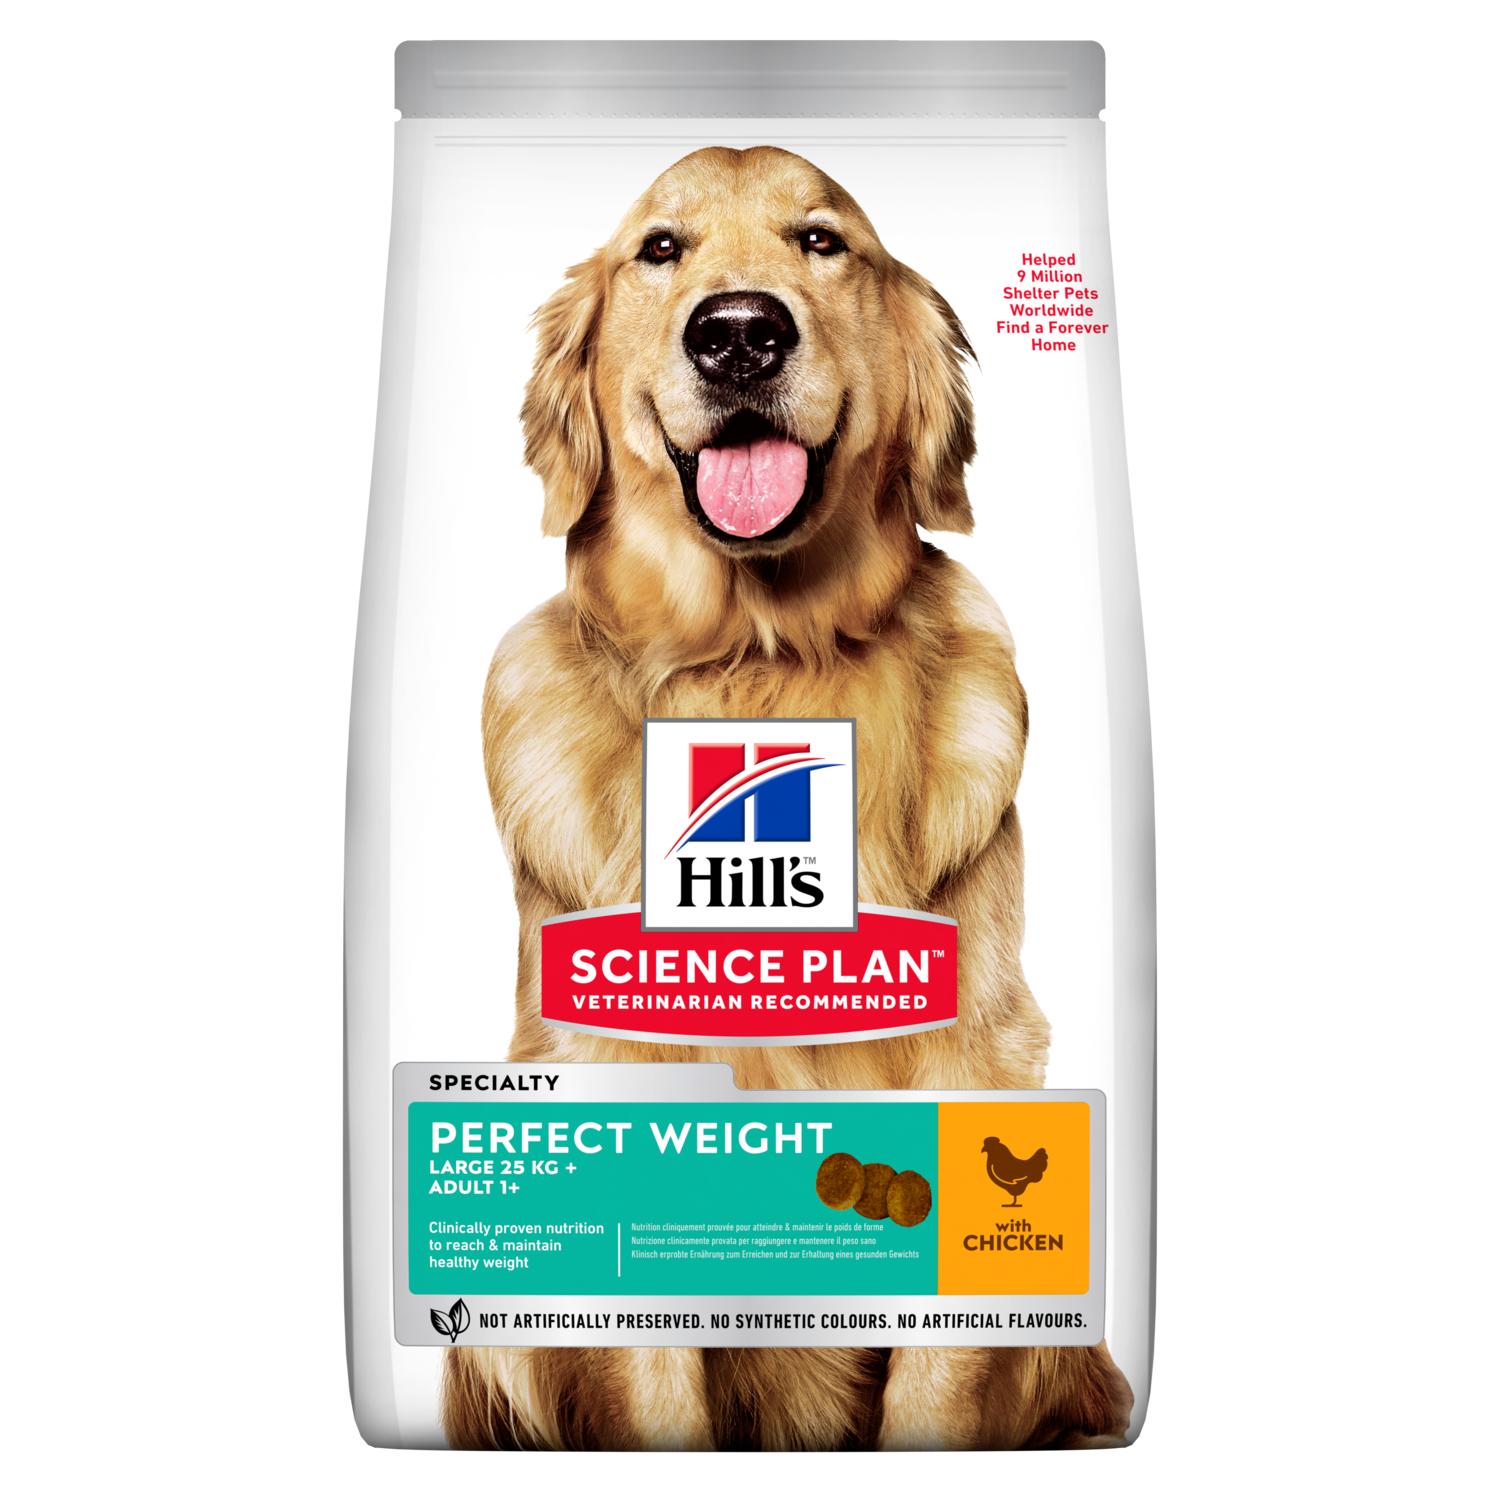 Helped
9 Million
Shelter Pets
Worldwide
Find a Forever
Home
Hill's™
SCIENCE PLAN™
VETERINARIAN RECOMMENDED
SPECIALTY
PERFECT WEIGHT
LARGE 25 KG +
ADULT 1+
Clinically proven nutrition
to reach & maintain
healthy weight
Nutrition cliniquement prouvée pour atteindre & maintenir le poids de forme
Nutrizione clinicamente provata per raggiungere e mantenere il peso sano
Klinisch erprobte Ernährung zum Erreichen und zur Erhaltung eines gesunden Gewichts
with
CHICKEN
NOT ARTIFICIALLY PRESERVED. NO SYNTHETIC COLOURS. NO ARTIFICIAL FLAVOURS.